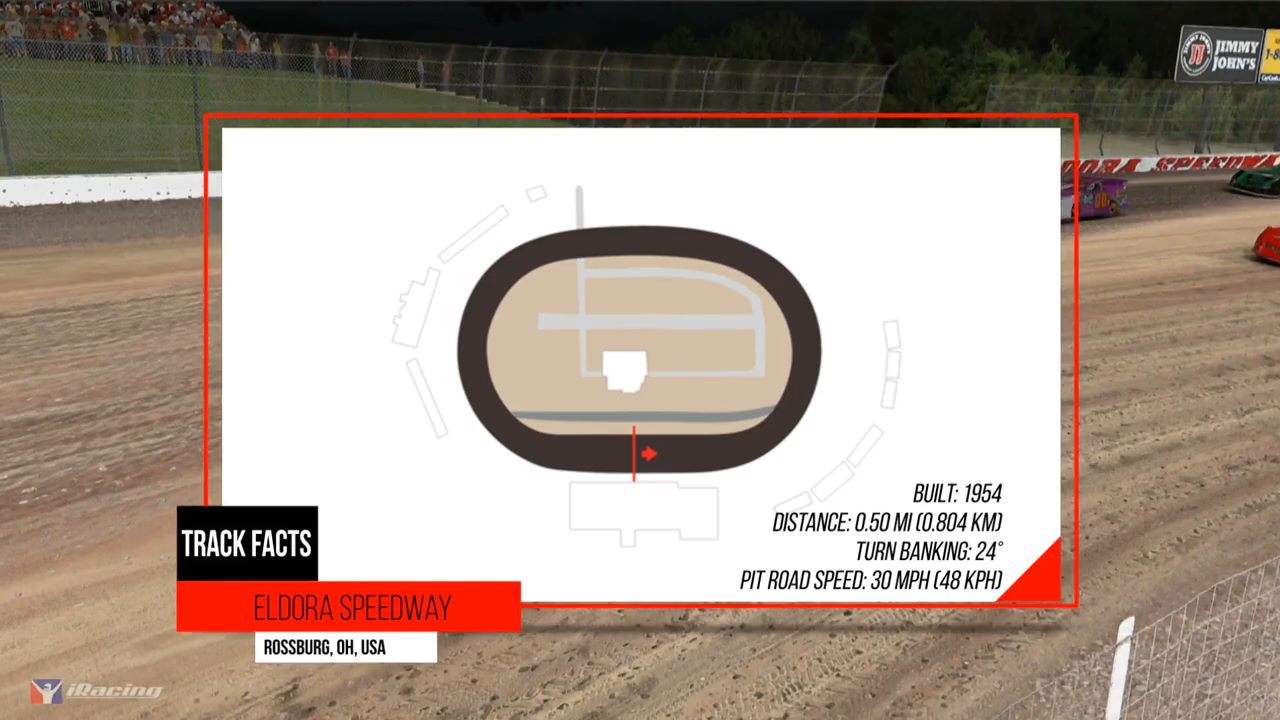 JIMMY
JOHN'S
BUILT: 1954
DISTANCE: 0.50 MI (0.804 KM)
TURN BANKING: 24°
PIT ROAD SPEED: 30 MPH (48 KPH)
TRACK FACTS
ELDORA SPEEDWAY
ROSSBURG, OH, USA
iRacing